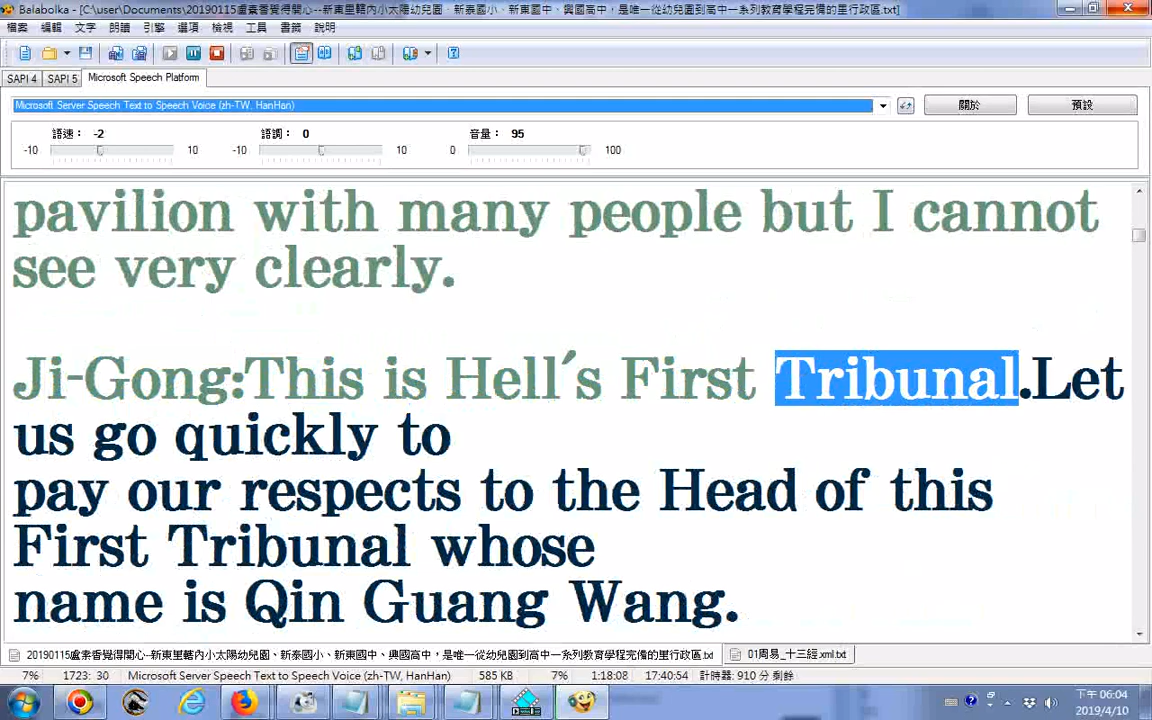 Balabolka - [C:\user\Documents\20190115盧素香覺得開心--新東里轄內小太陽幼兒園、新泰國小、新東國中、興國高中，是唯一從幼兒園到高中一系列教育學程完備的里行政區.txt]
檔案 編輯 文字 朗讀 引擎 選項 檢視 工具 書籤 說明
SAPI 4 SAPI 5 Microsoft Speech Platform
Microsoft Server Speech Text to Speech Voice (zh-TW, HanHan)
關於 預設
語速： -2 語調： 0 音量： 95
-10 10 -10 10 0 100
pavilion with many people but I cannot
see very clearly.
Ji-Gong:This is Hell´s First Tribunal.Let
us go quickly to
pay our respects to the Head of this
First Tribunal whose
name is Qin Guang Wang.
20190115盧素香覺得開心--新東里轄內小太陽幼兒園、新泰國小、新東國中、興國高中，是唯一從幼兒園到高中一系列教育學程完備的里行政區.txt 01周易_十三經.xml.txt
7% 1723: 30 Microsoft Server Speech Text to Speech Voice (zh-TW, HanHan) 585 KB 7% 1:18:08 17:40:54 計時器: 910 分 剩餘
下午 06:04
2019/4/10